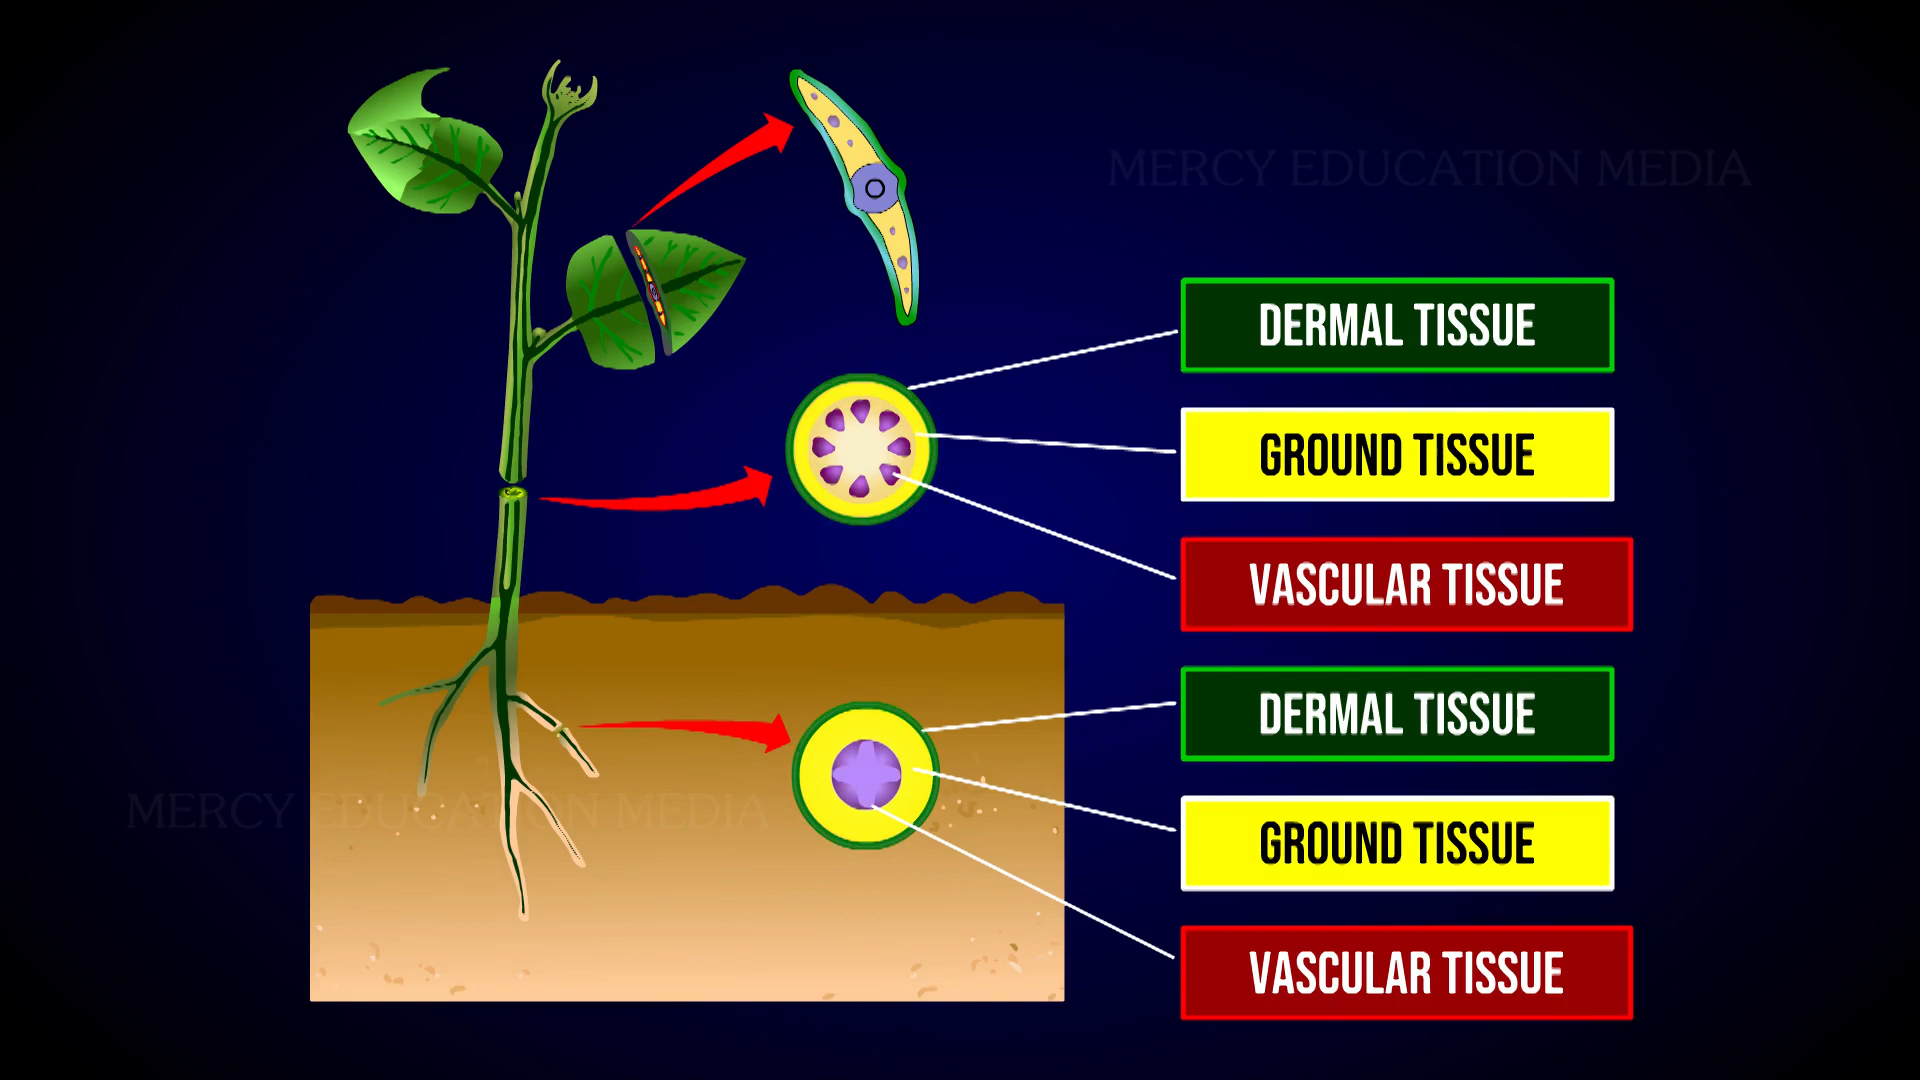 MERCY EDUCATION MEDIA
DERMAL TISSUE
GROUND TISSUE
VASCULAR TISSUE
DERMAL TISSUE
MERCY EDUCATION MEDIA
GROUND TISSUE
VASCULAR TISSUE